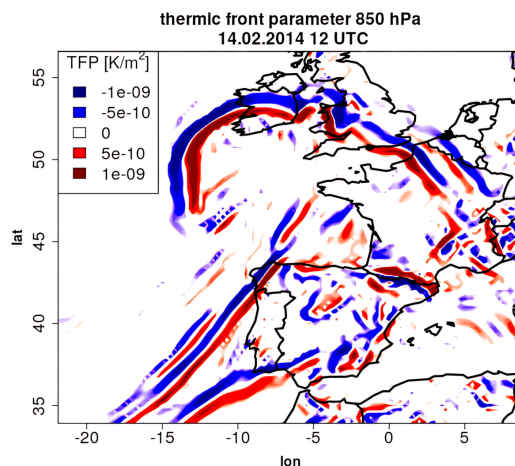 thermic front parameter 850 hPa
14.02.2014 12 UTC
TFP [K/m²]
-1e-09
-5e-10
0
5e-10
1e-09
55
50
45
40
35
lat
-20 -15 -10 -5 0 5
lon